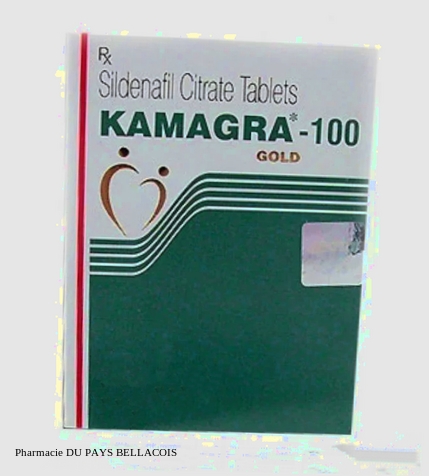 Rx
Sildenafil Citrate Tablets
KAMAGRA*-100
GOLD
Pharmacie DU PAYS BELLACOIS